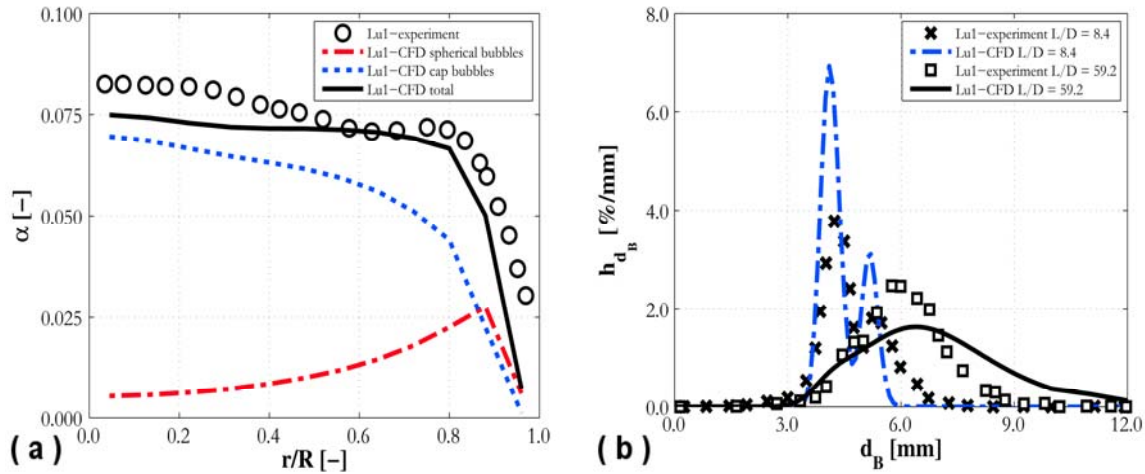 0.100
0.075
0.050
0.025
0.000
α [−]
Lu1−experiment
Lu1−CFD spherical bubbles
Lu1−CFD cap bubbles
Lu1−CFD total
0.0 0.2 0.4 0.6 0.8 1.0
r/R [−]
( a )
8.0
6.0
4.0
2.0
0.0
h_dB [%/mm]
Lu1−experiment L/D = 8.4
Lu1−CFD L/D = 8.4
Lu1−experiment L/D = 59.2
Lu1−CFD L/D = 59.2
0.0 3.0 6.0 9.0 12.0
d_B [mm]
( b )